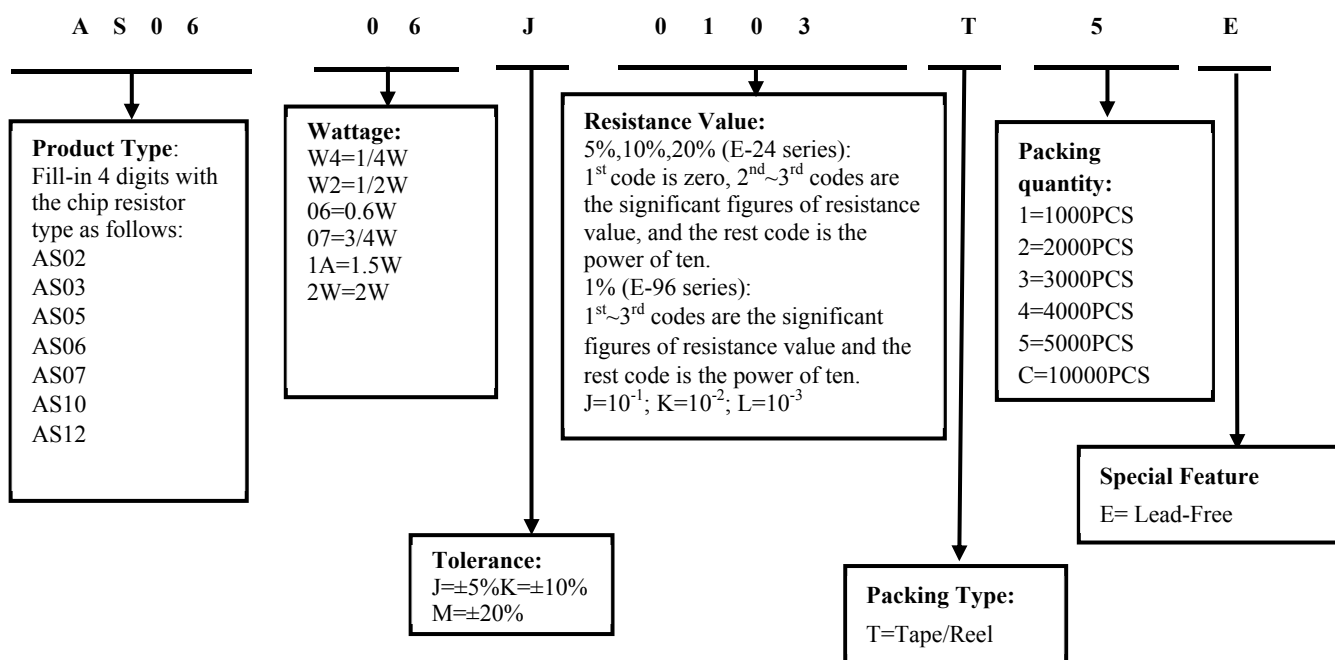 A S 0 6 0 6 J 0 1 0 3 T 5 E
Product Type:
Fill-in 4 digits with
the chip resistor
type as follows:
AS02
AS03
AS05
AS06
AS07
AS10
AS12
Wattage:
W4=1/4W
W2=1/2W
06=0.6W
07=3/4W
1A=1.5W
2W=2W
Tolerance:
J=±5%K=±10%
M=±20%
Resistance Value:
5%,10%,20% (E-24 series):
1st code is zero, 2nd~3rd codes are
the significant figures of resistance
value, and the rest code is the
power of ten.
1% (E-96 series):
1st~3rd codes are the significant
figures of resistance value and the
rest code is the power of ten.
J=10-1; K=10-2; L=10-3
Packing Type:
T=Tape/Reel
Packing
quantity:
1=1000PCS
2=2000PCS
3=3000PCS
4=4000PCS
5=5000PCS
C=10000PCS
Special Feature
E= Lead-Free